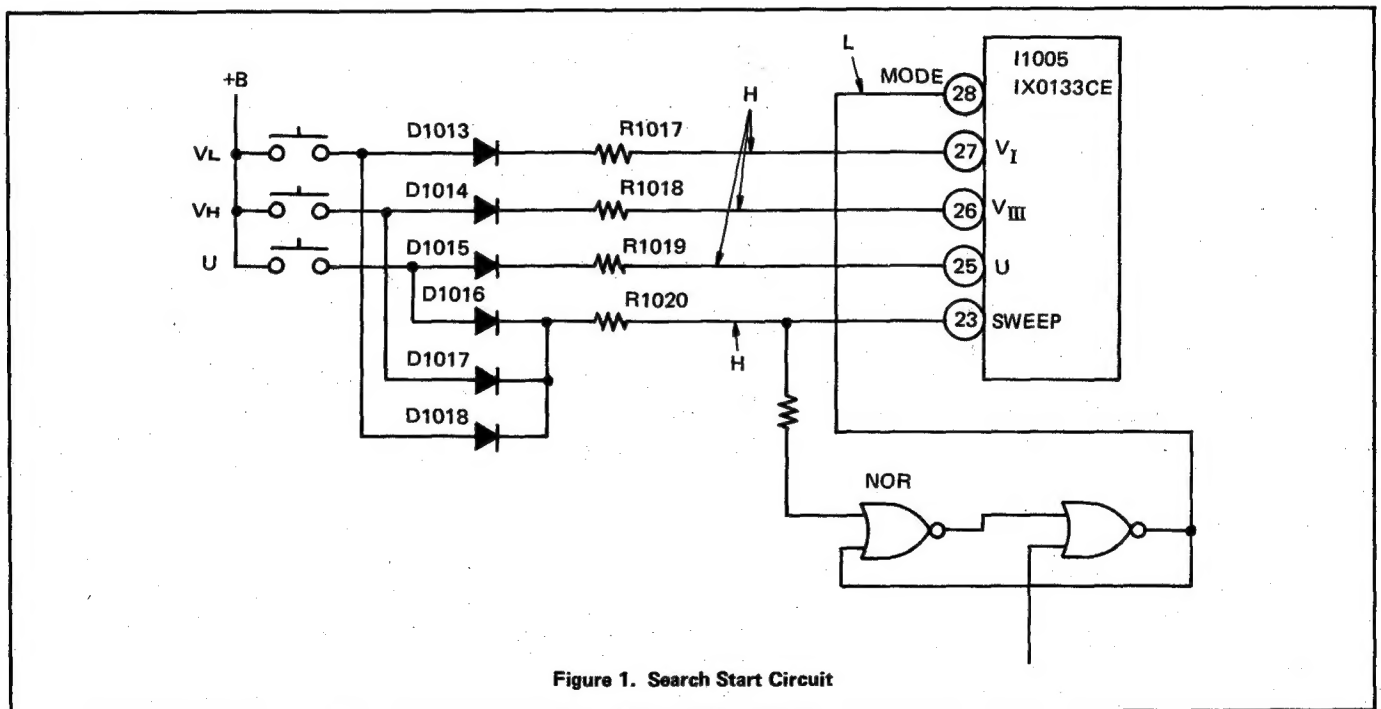 L
I1005
IX0133CE
+B
MODE
28
H
D1013
R1017
VL
27
VI
D1014
R1018
VH
26
VIII
D1015
R1019
U
25
U
D1016
R1020
23
SWEEP
H
D1017
D1018
NOR
Figure 1. Search Start Circuit